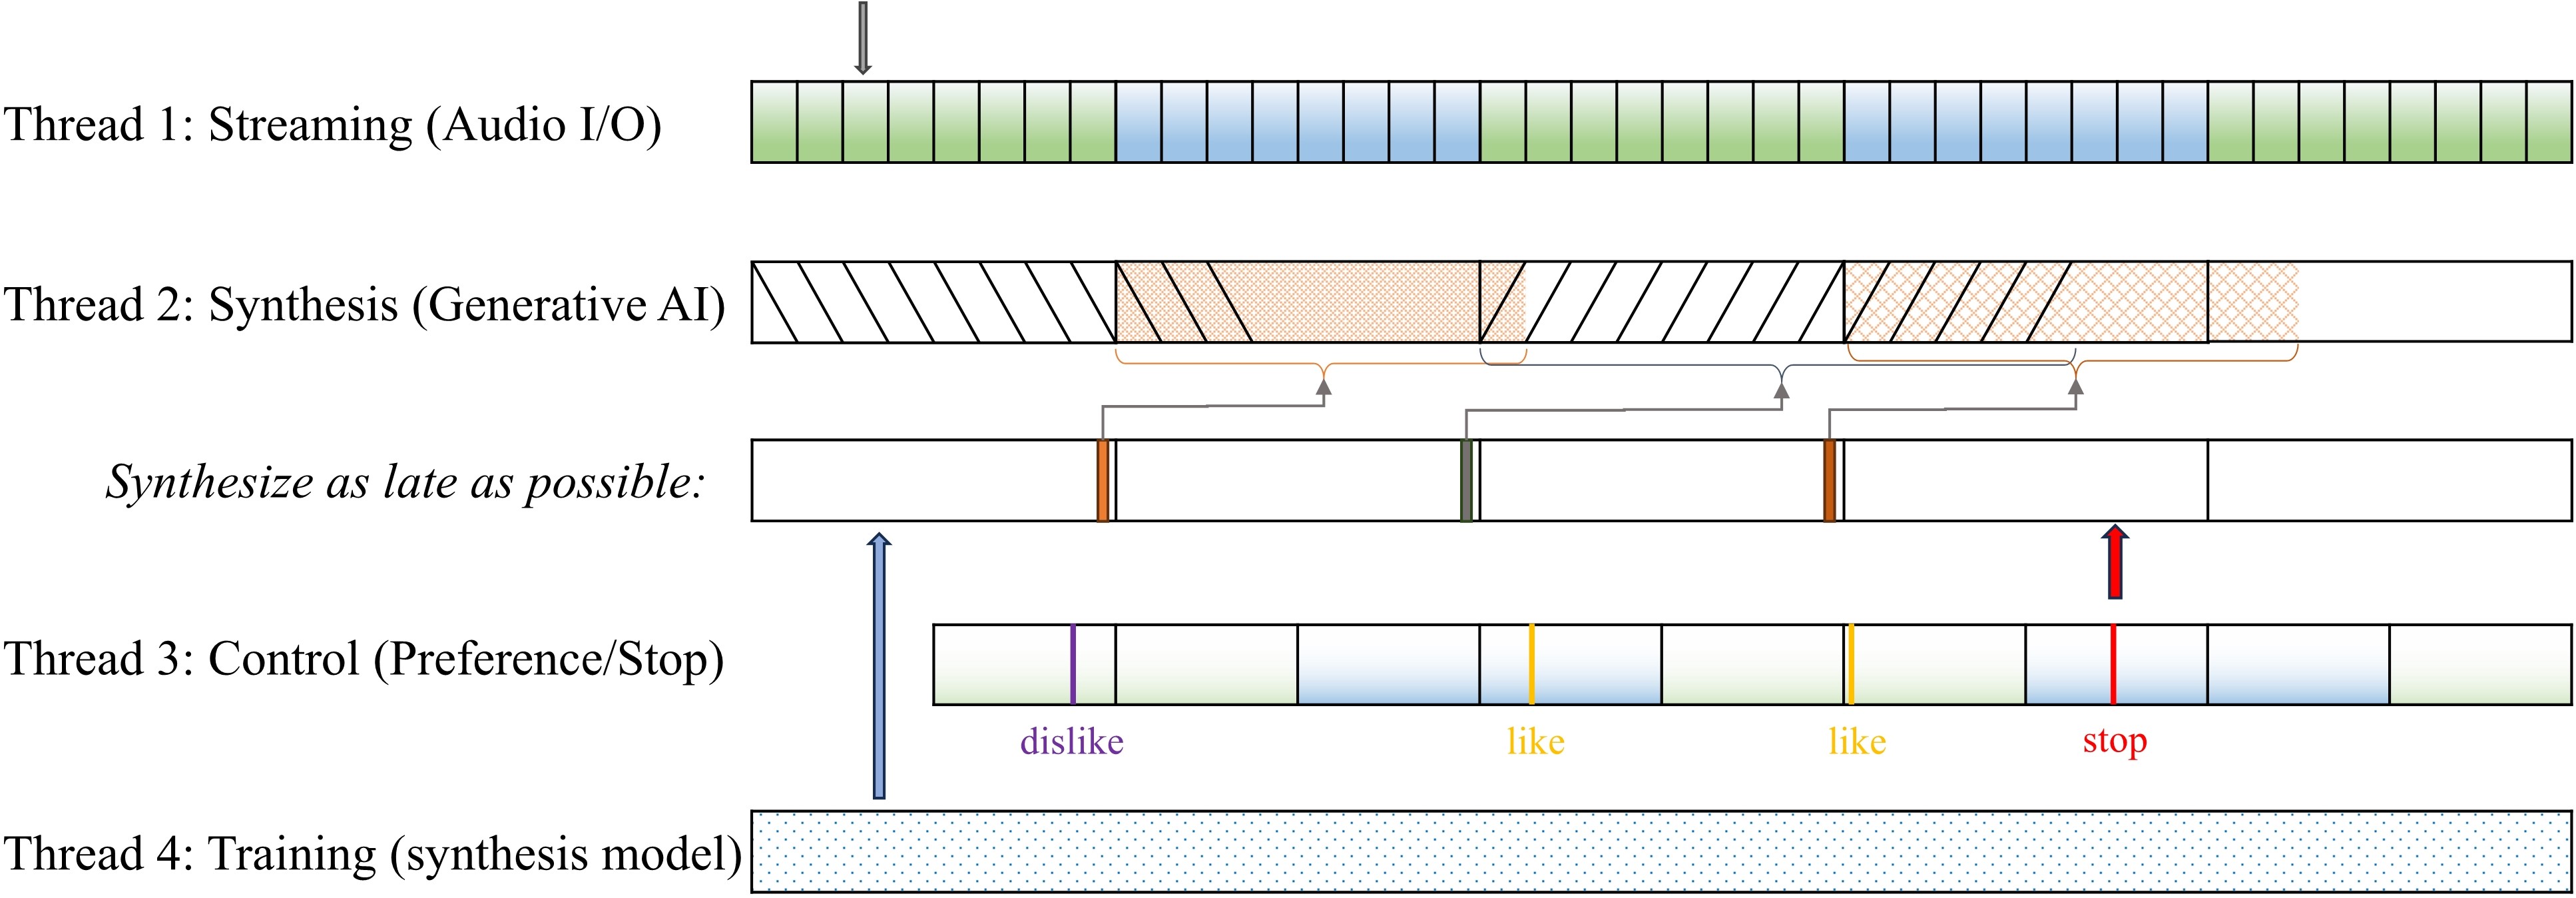 Thread 1: Streaming (Audio I/O)
Thread 2: Synthesis (Generative AI)
Synthesize as late as possible:
Thread 3: Control (Preference/Stop)
dislike
like
like
stop
Thread 4: Training (synthesis model)